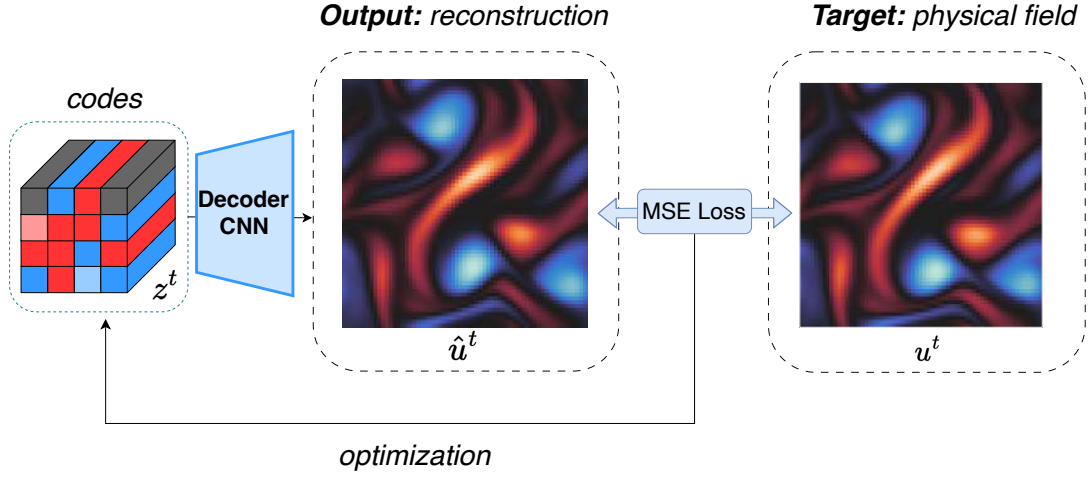 Output: reconstruction
Target: physical field
codes
Decoder
CNN
MSE Loss
z^t
û^t
u^t
optimization